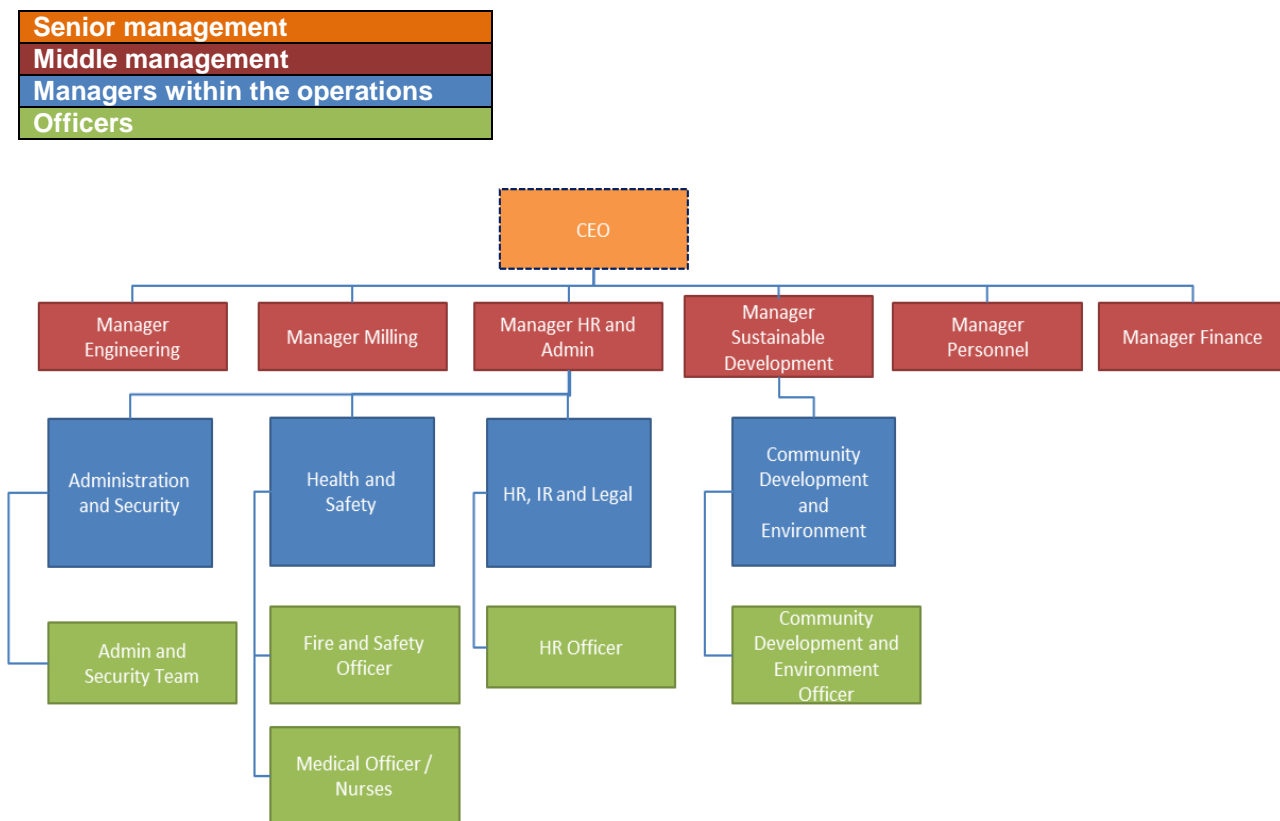 Senior management
Middle management
Managers within the operations
Officers
CEO
Manager
Engineering
Manager Milling
Manager HR and
Admin
Manager
Sustainable
Development
Manager
Personnel
Manager Finance
Administration
and Security
Health and
Safety
HR, IR and Legal
Community
Development
and
Environment
Admin and
Security Team
Fire and Safety
Officer
HR Officer
Community
Development and
Environment
Officer
Medical Officer /
Nurses